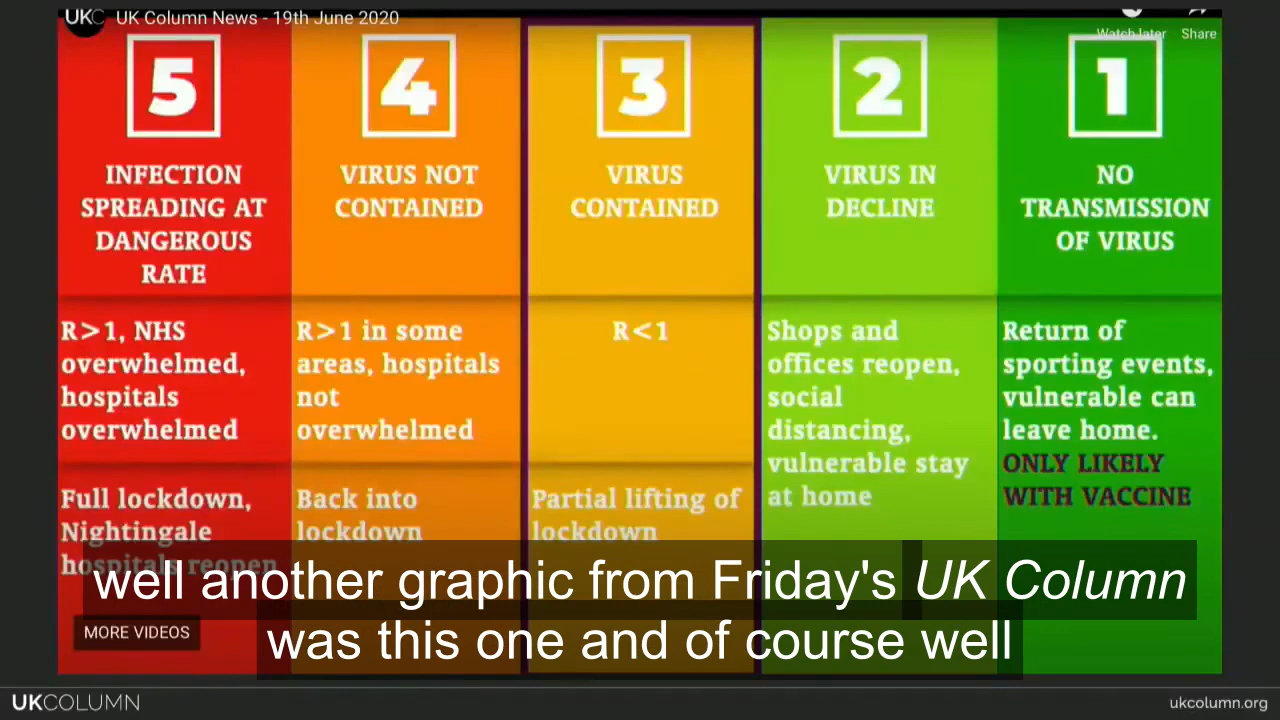 UKC UK Column News - 19th June 2020
Watch later Share
5
INFECTION
SPREADING AT
DANGEROUS
RATE
R>1, NHS
overwhelmed,
hospitals
overwhelmed
Full lockdown,
Nightingale
hospitals reopen
4
VIRUS NOT
CONTAINED
R>1 in some
areas, hospitals
not
overwhelmed
Back into
lockdown
3
VIRUS
CONTAINED
R<1
Partial lifting of
lockdown
2
VIRUS IN
DECLINE
Shops and
offices reopen,
social
distancing,
vulnerable stay
at home
1
NO
TRANSMISSION
OF VIRUS
Return of
sporting events,
vulnerable can
leave home.
ONLY LIKELY
WITH VACCINE
well another graphic from Friday's UK Column
was this one and of course well
MORE VIDEOS
UKCOLUMN
ukcolumn.org